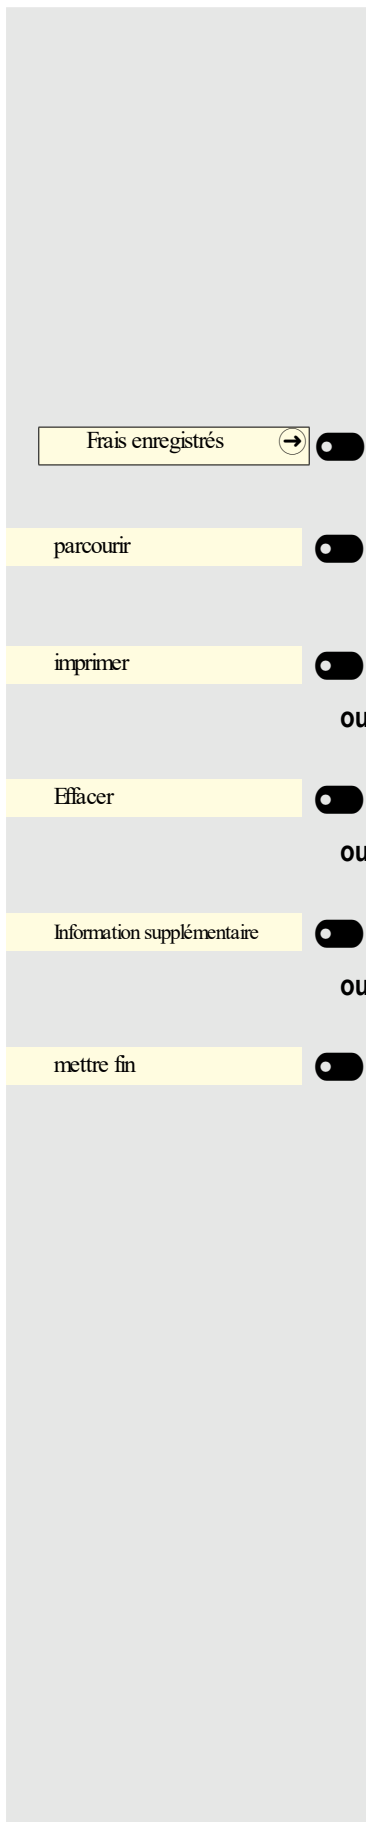 Frais enregistrés
parcourir
imprimer
ou
Effacer
ou
Information supplémentaire
ou
mettre fin